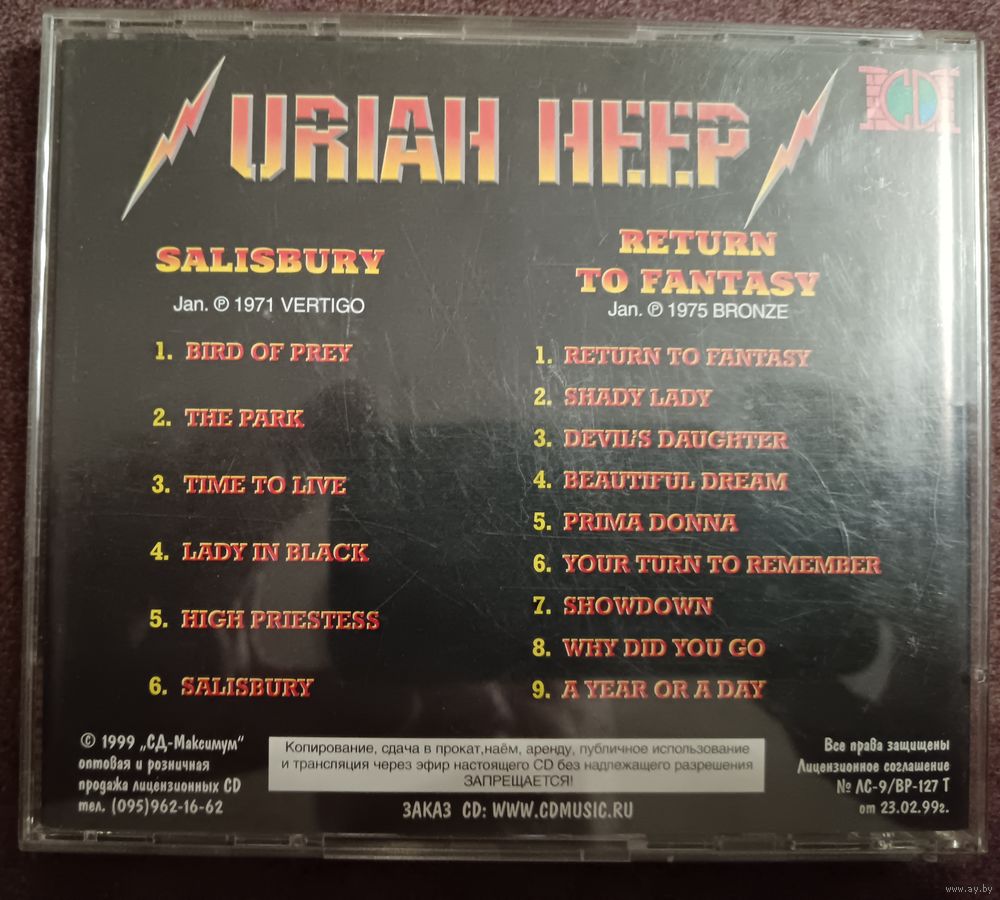 URIAH HEEP
CD
SALISBURY
Jan. ℗ 1971 VERTIGO
1. BIRD OF PREY
2. THE PARK
3. TIME TO LIVE
4. LADY IN BLACK
5. HIGH PRIESTESS
6. SALISBURY
RETURN
TO FANTASY
Jan. ℗ 1975 BRONZE
1. RETURN TO FANTASY
2. SHADY LADY
3. DEVIL'S DAUGHTER
4. BEAUTIFUL DREAM
5. PRIMA DONNA
6. YOUR TURN TO REMEMBER
7. SHOWDOWN
8. WHY DID YOU GO
9. A YEAR OR A DAY
© 1999 „СД-Максимум"
оптовая и розничная
продажа лицензионных CD
тел. (095)962-16-62
Копирование, сдача в прокат,наём, аренду, публичное использование
и трансляция через эфир настоящего CD без надлежащего разрешения
ЗАПРЕЩАЕТСЯ!
ЗАКАЗ CD: WWW.CDMUSIC.RU
Все права защищены
Лицензионное соглашение
№ ЛС-9/ВР-127 Т
от 23.02.99г.
www.ay.by